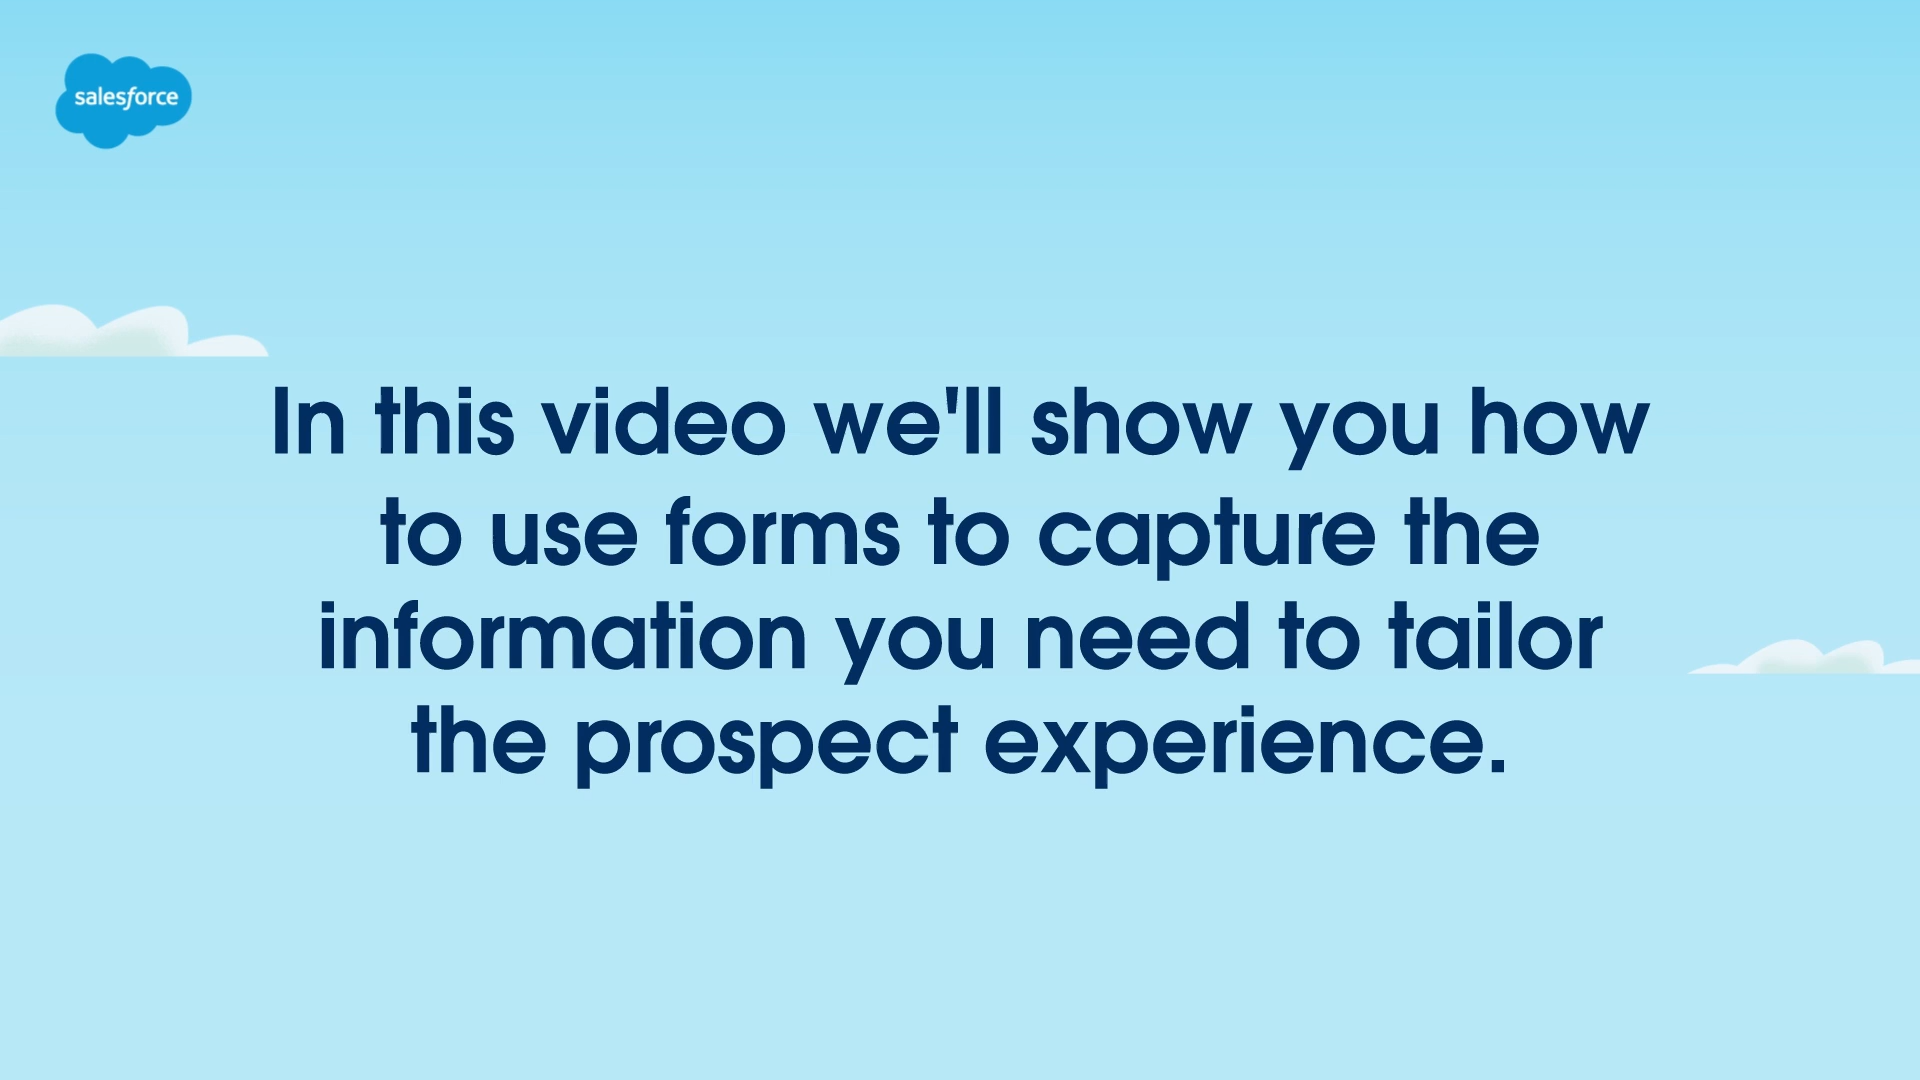 salesforce
In this video we'll show you how
to use forms to capture the
information you need to tailor
the prospect experience.